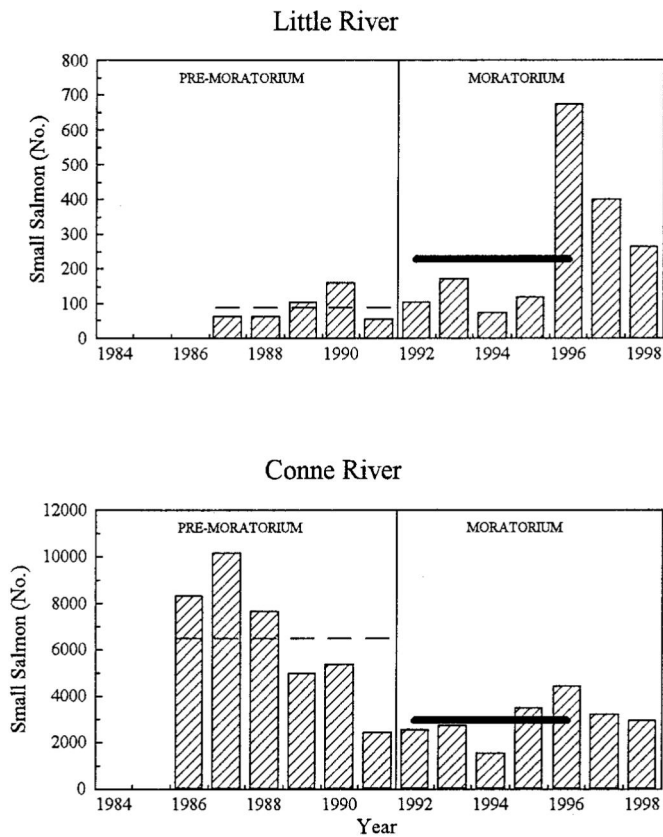 Little River
Small Salmon (No.)
800
700
600
500
400
300
200
100
0
PRE-MORATORIUM
MORATORIUM
1984 1986 1988 1990 1992 1994 1996 1998
Conne River
Small Salmon (No.)
12000
10000
8000
6000
4000
2000
0
PRE-MORATORIUM
MORATORIUM
1984 1986 1988 1990 1992 1994 1996 1998
Year